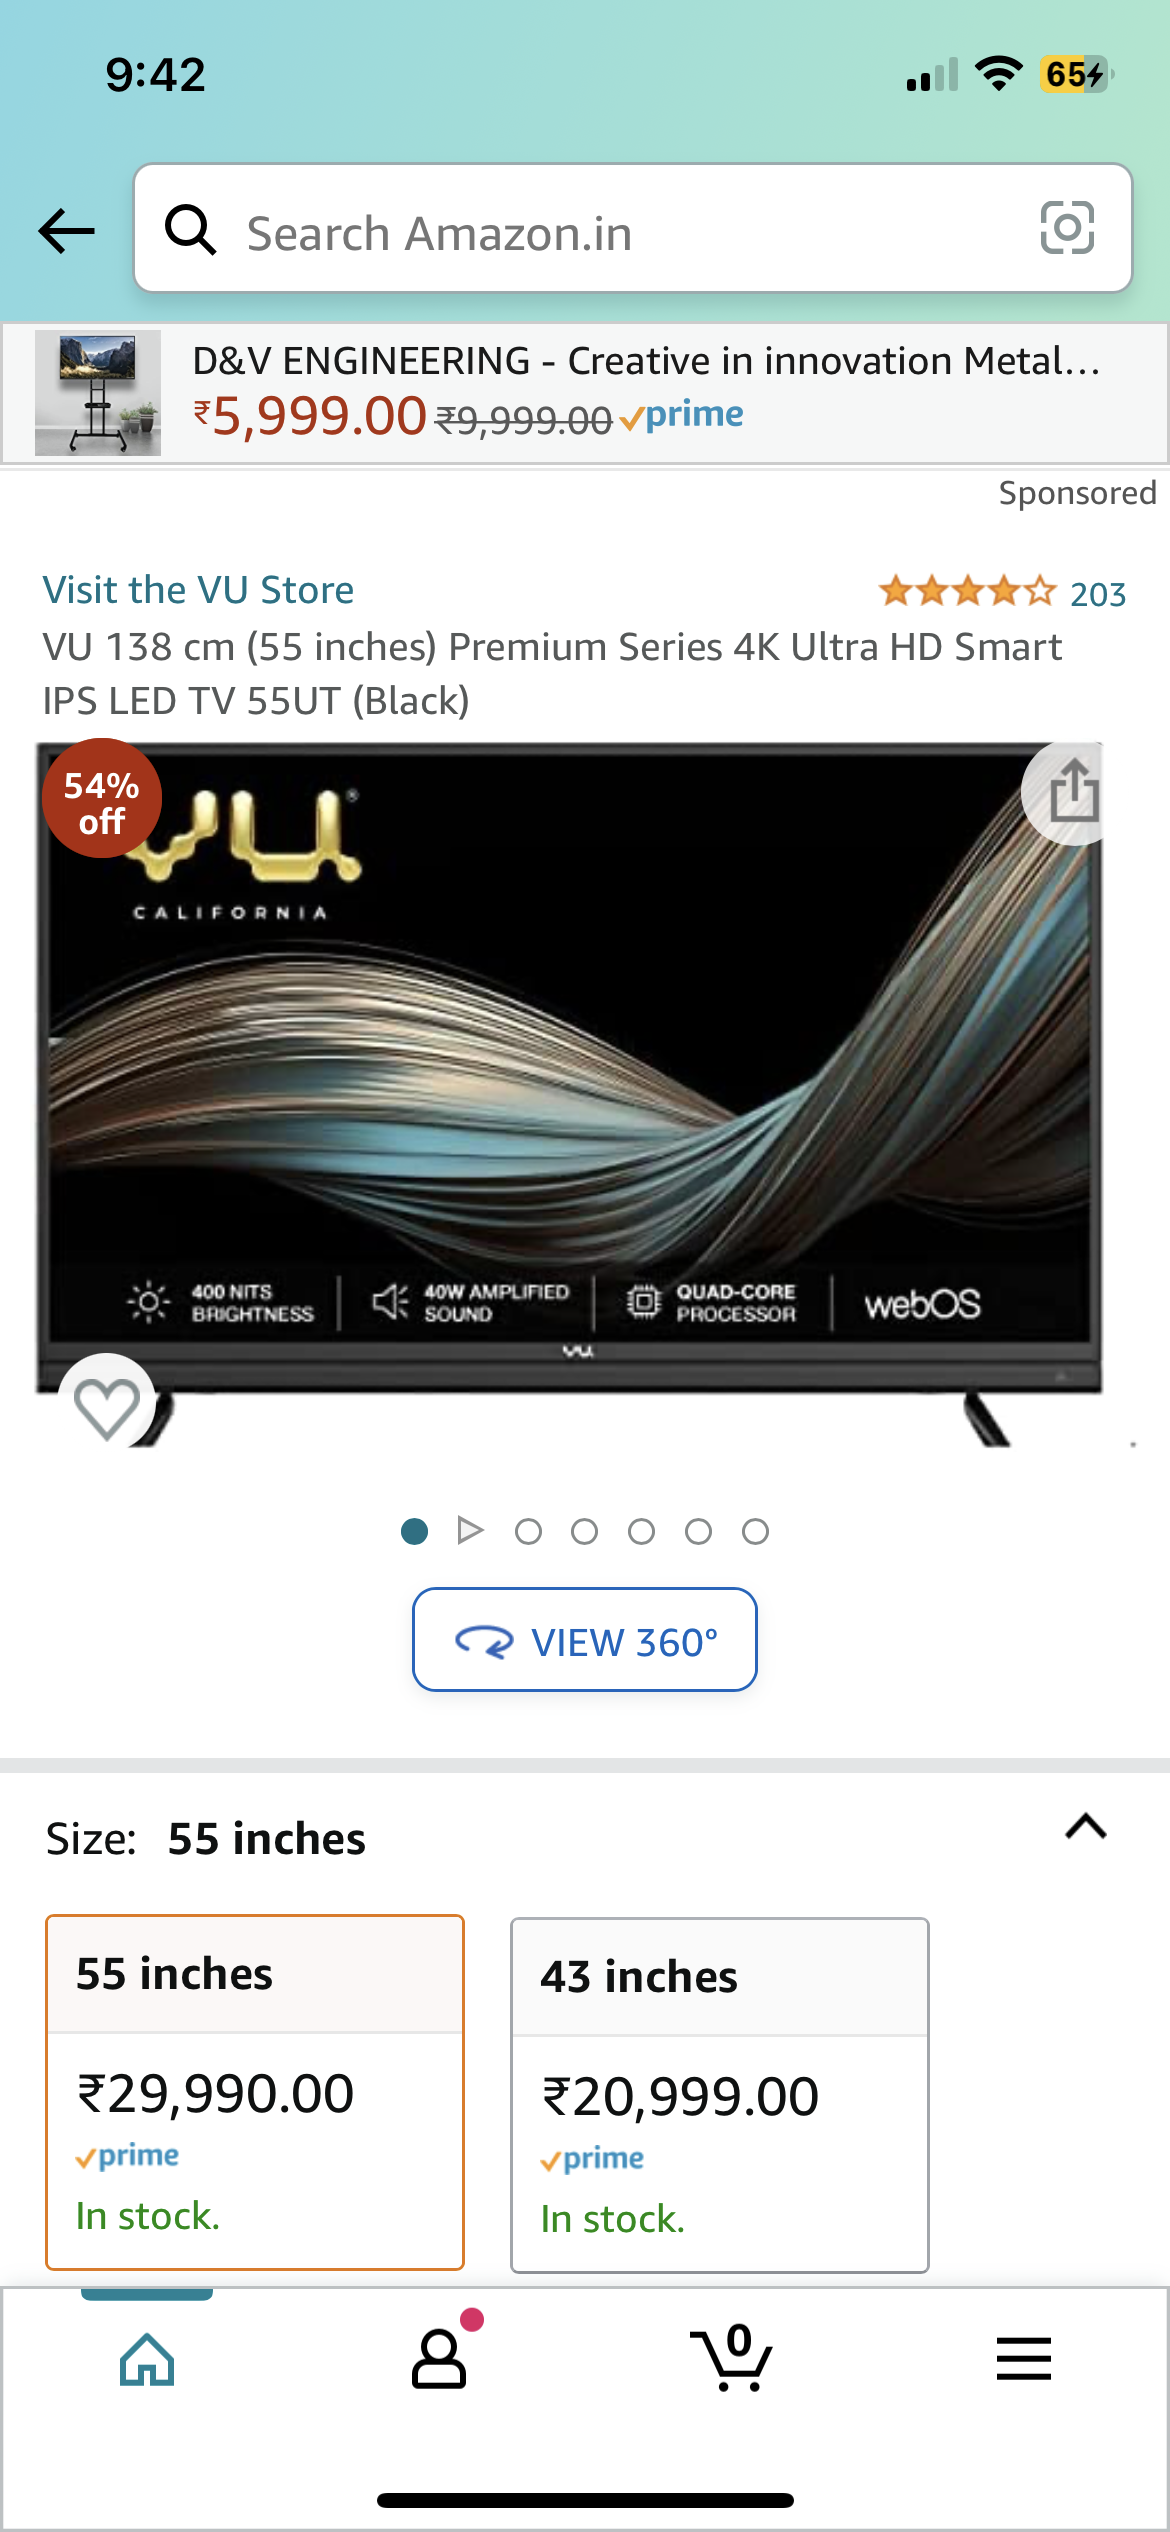 9:42
65
Search Amazon.in
D&V ENGINEERING - Creative in innovation Metal...
₹5,999.00 ₹9,999.00 prime
Sponsored
Visit the VU Store
203
VU 138 cm (55 inches) Premium Series 4K Ultra HD Smart
IPS LED TV 55UT (Black)
54%
off
vu
CALIFORNIA
400 NITS
BRIGHTNESS
40W AMPLIFIED
SOUND
QUAD-CORE
PROCESSOR
webOS
vu
VIEW 360°
Size: 55 inches
55 inches
₹29,990.00
prime
In stock.
43 inches
₹20,999.00
prime
In stock.
0